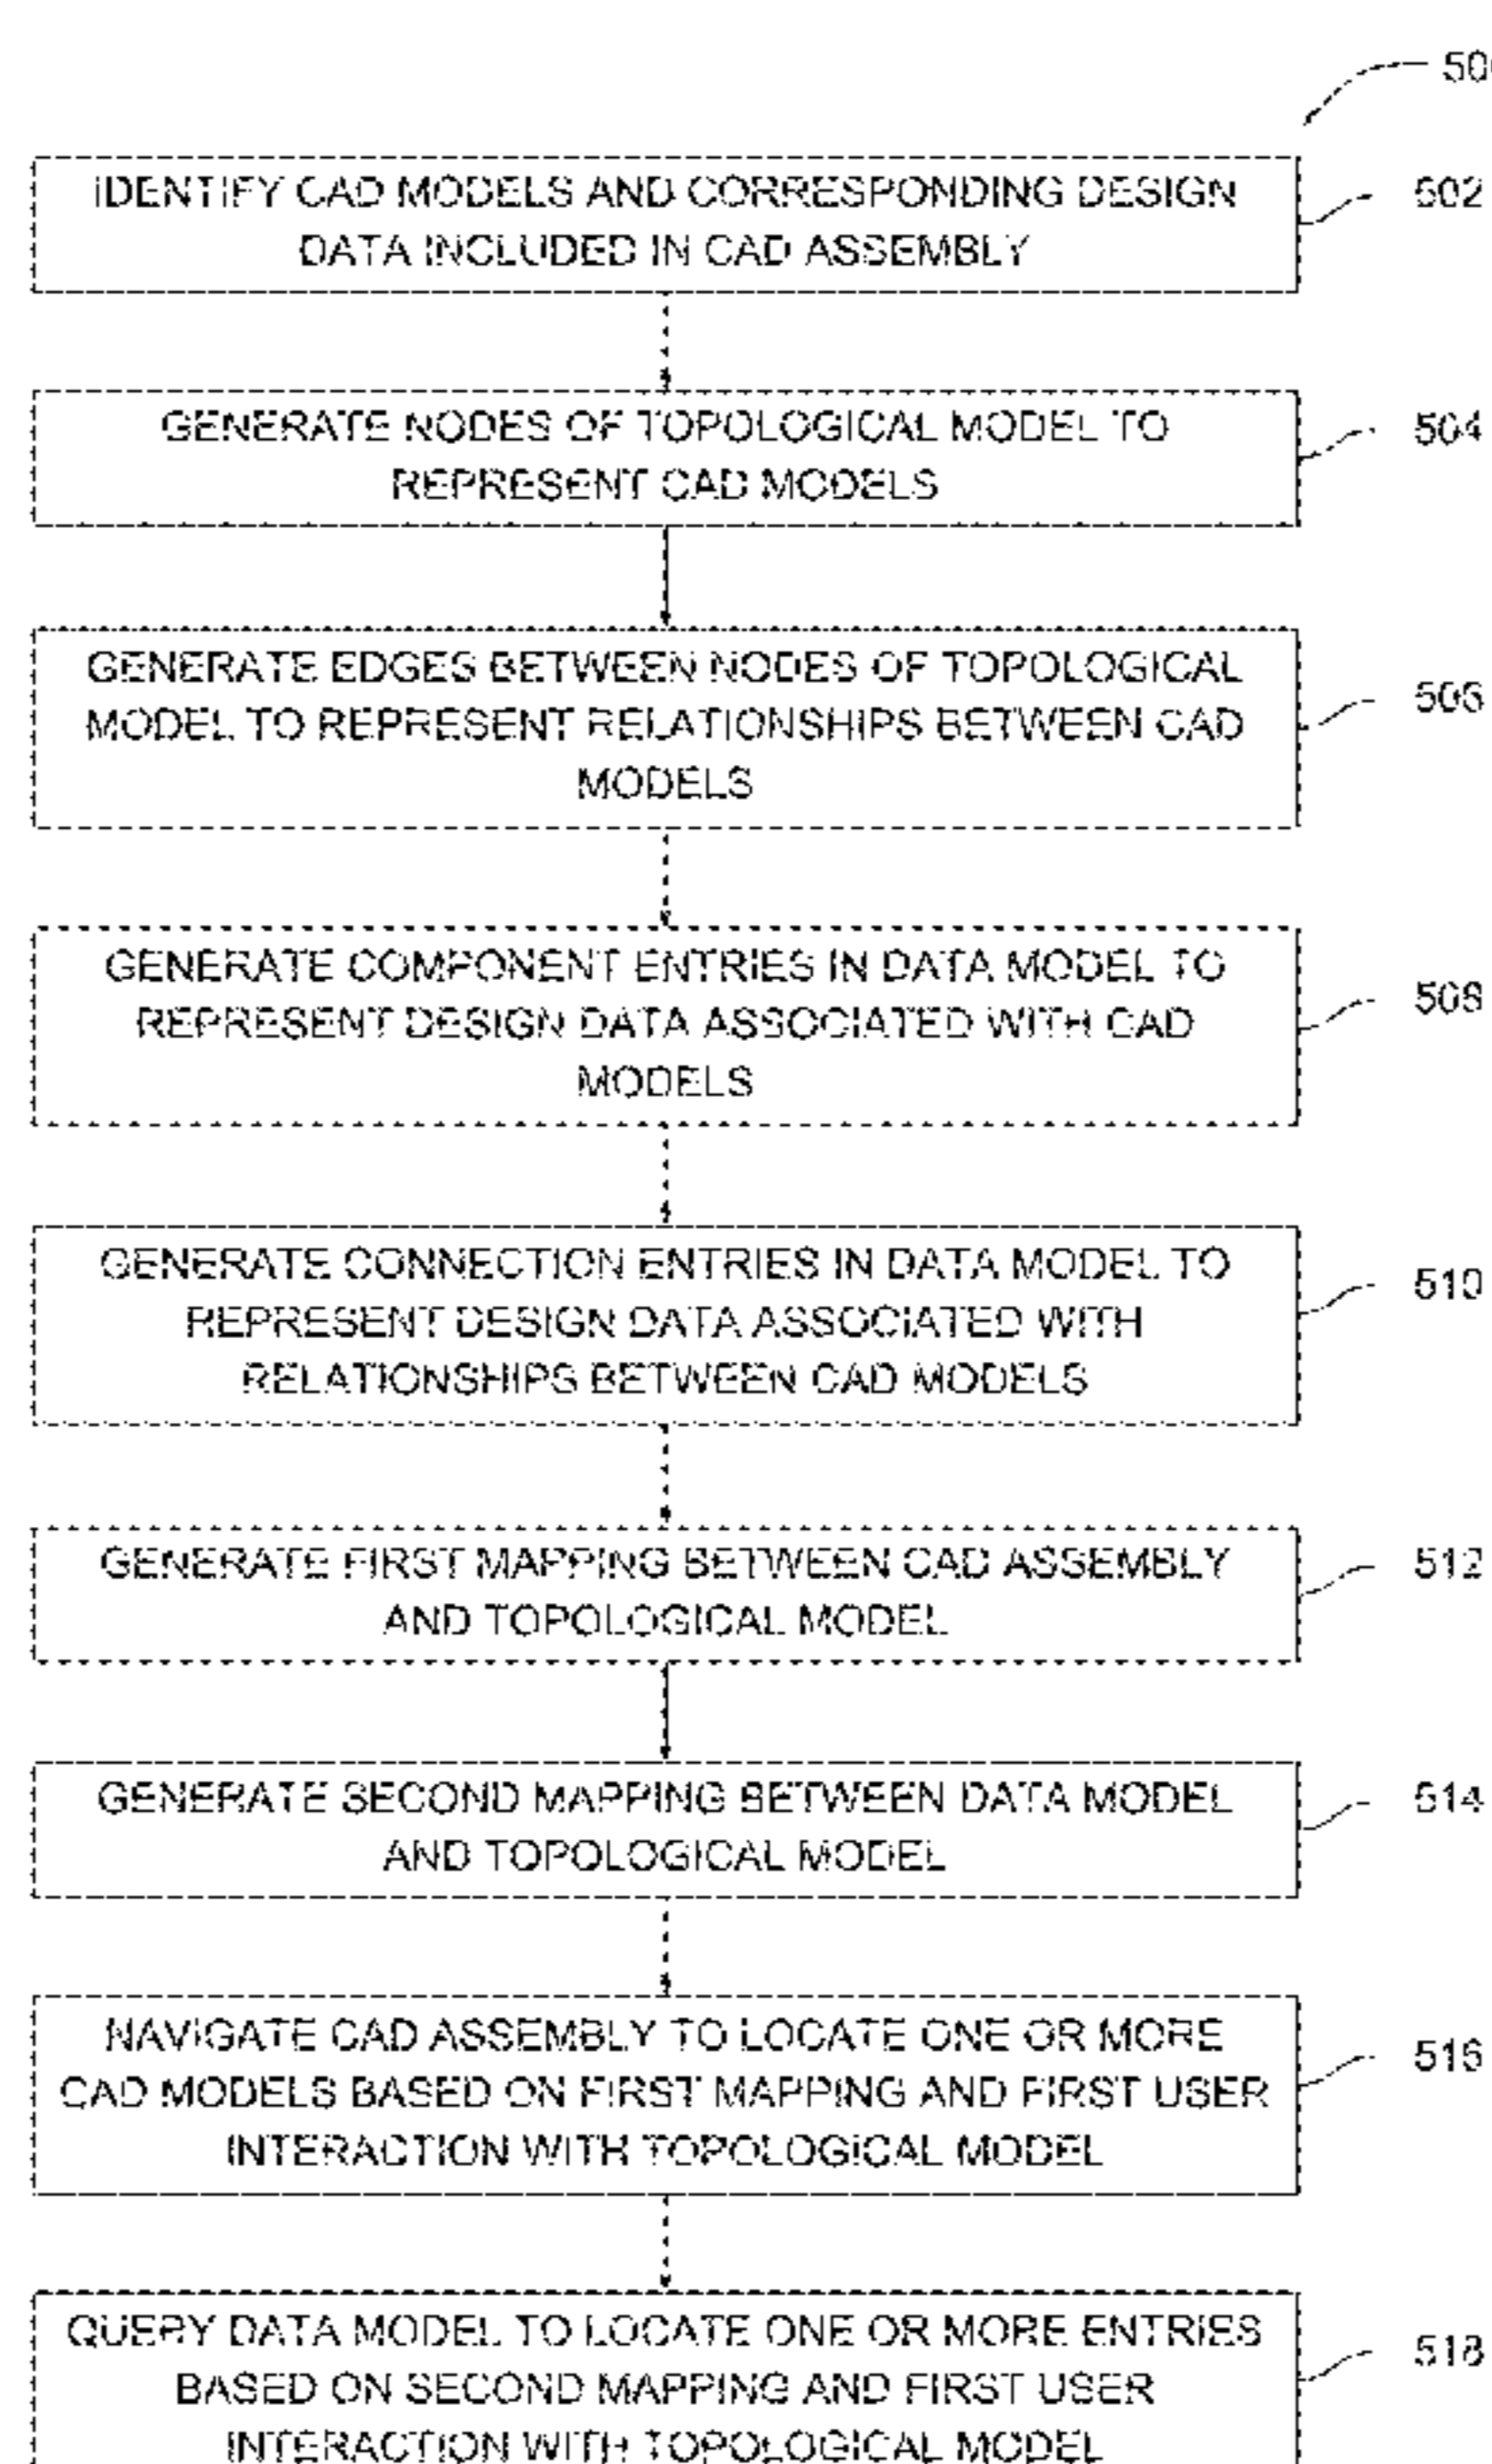 50
IDENTIFY CAD MODELS AND CORRESPONDING DESIGN
DATA INCLUDED IN CAD ASSEMBLY
502
GENERATE NODES OF TOPOLOGICAL MODEL TO
REPRESENT CAD MODELS
504
GENERATE EDGES BETWEEN NODES OF TOPOLOGICAL
MODEL TO REPRESENT RELATIONSHIPS BETWEEN CAD
MODELS
506
GENERATE COMPONENT ENTRIES IN DATA MODEL TO
REPRESENT DESIGN DATA ASSOCIATED WITH CAD
MODELS
508
GENERATE CONNECTION ENTRIES IN DATA MODEL TO
REPRESENT DESIGN DATA ASSOCIATED WITH
RELATIONSHIPS BETWEEN CAD MODELS
510
GENERATE FIRST MAPPING BETWEEN CAD ASSEMBLY
AND TOPOLOGICAL MODEL
512
GENERATE SECOND MAPPING BETWEEN DATA MODEL
AND TOPOLOGICAL MODEL
514
NAVIGATE CAD ASSEMBLY TO LOCATE ONE OR MORE
CAD MODELS BASED ON FIRST MAPPING AND FIRST USER
INTERACTION WITH TOPOLOGICAL MODEL
516
QUERY DATA MODEL TO LOCATE ONE OR MORE ENTRIES
BASED ON SECOND MAPPING AND FIRST USER
INTERACTION WITH TOPOLOGICAL MODEL
518